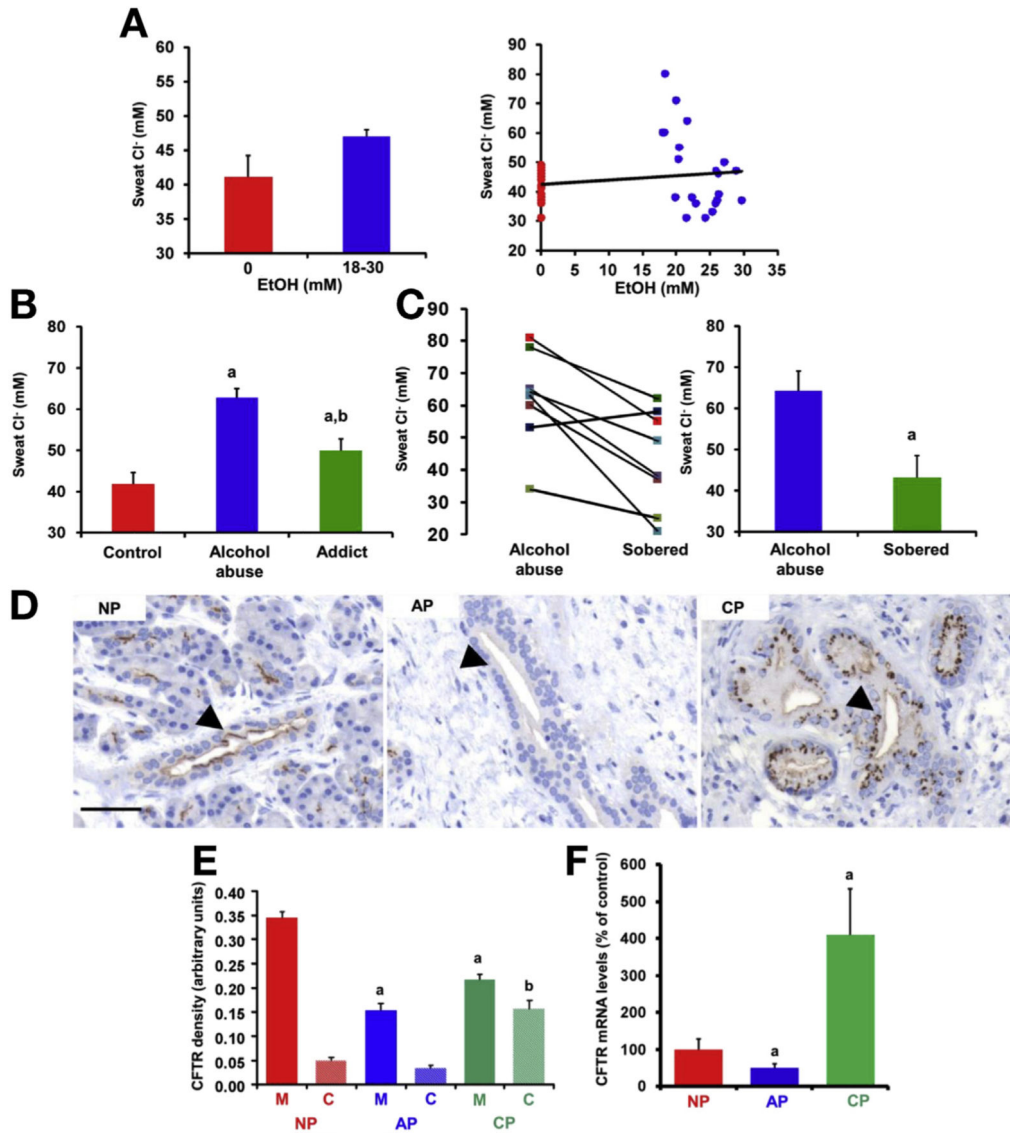 A
60
55
50
45
40
35
30
Sweat Cl⁻ (mM)
0
18-30
EtOH (mM)
90
80
70
60
50
40
30
20
Sweat Cl⁻ (mM)
0 5 10 15 20 25 30 35
EtOH (mM)
B
80
70
60
50
40
30
Sweat Cl⁻ (mM)
a
a,b
Control
Alcohol
abuse
Addict
C
90
80
70
60
50
40
30
20
Sweat Cl⁻ (mM)
Alcohol
abuse
Sobered
80
70
60
50
40
30
Sweat Cl⁻ (mM)
a
Alcohol
abuse
Sobered
D
NP
AP
CP
E
0.40
0.35
0.30
0.25
0.20
0.15
0.10
0.05
0.00
CFTR density (arbitrary units)
a
a
b
M C M C M C
NP AP CP
F
600
500
400
300
200
100
0
CFTR mRNA levels (% of control)
a
a
NP AP CP